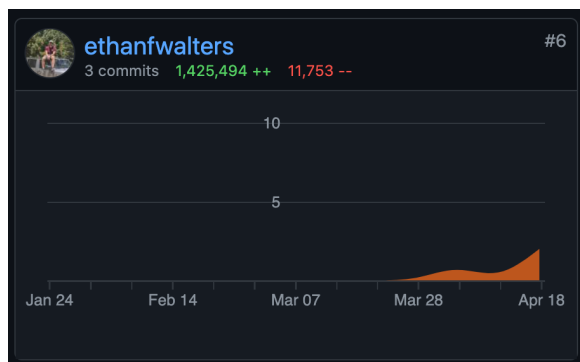 ethanfwalters
#6
3 commits 1,425,494 ++ 11,753 --
10
5
Jan 24 Feb 14 Mar 07 Mar 28 Apr 18